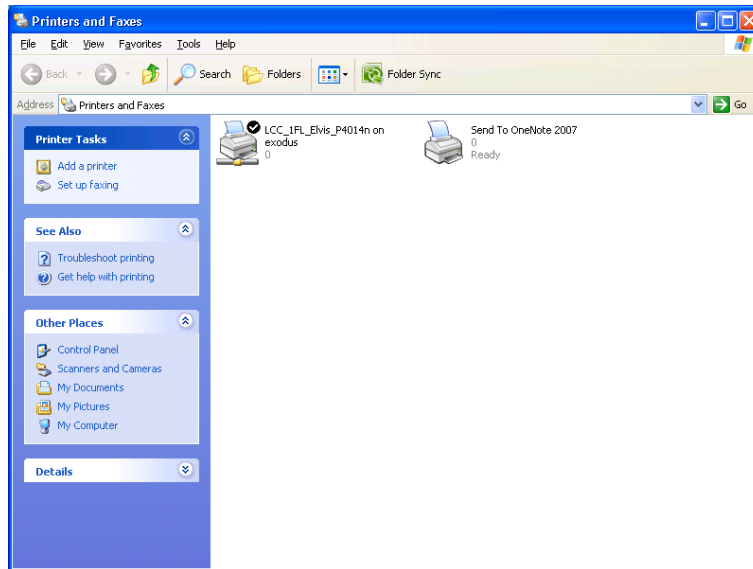 Printers and Faxes
File Edit View Favorites Tools Help
Back Search Folders Folder Sync
Address Printers and Faxes Go
Printer Tasks
Add a printer
Set up faxing
See Also
Troubleshoot printing
Get help with printing
Other Places
Control Panel
Scanners and Cameras
My Documents
My Pictures
My Computer
Details
LCC_1FL_Elvis_P4014n on
exodus
0
Send To OneNote 2007
0
Ready